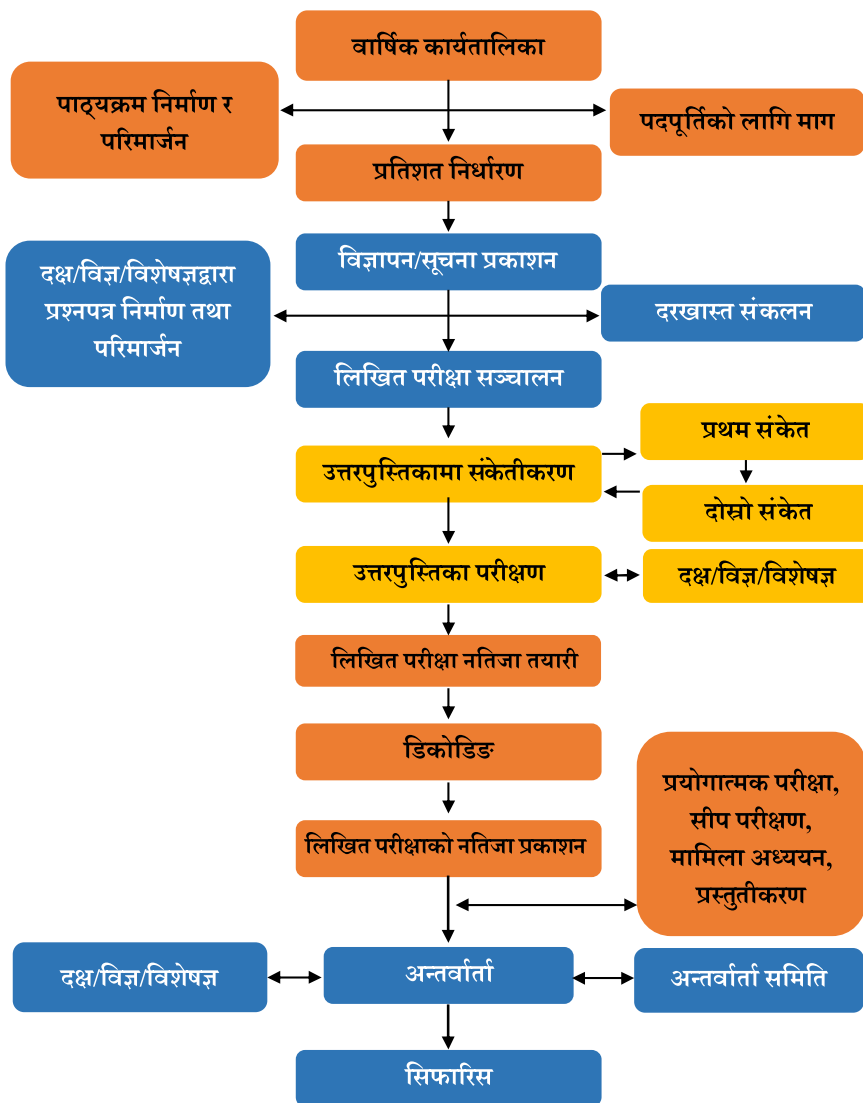 वार्षिक कार्यतालिका
पाठ्यक्रम निर्माण र
परिमार्जन
पदपूर्तिको लागि माग
प्रतिशत निर्धारण
विज्ञापन/सूचना प्रकाशन
दक्ष/विज्ञ/विशेषज्ञद्वारा
प्रश्नपत्र निर्माण तथा
परिमार्जन
दरखास्त संकलन
लिखित परीक्षा सञ्चालन
प्रथम संकेत
उत्तरपुस्तिकामा संकेतीकरण
दोस्रो संकेत
उत्तरपुस्तिका परीक्षण
दक्ष/विज्ञ/विशेषज्ञ
लिखित परीक्षा नतिजा तयारी
डिकोडिङ
प्रयोगात्मक परीक्षा,
सीप परीक्षण,
मामिला अध्ययन,
प्रस्तुतीकरण
लिखित परीक्षाको नतिजा प्रकाशन
दक्ष/विज्ञ/विशेषज्ञ
अन्तर्वार्ता
अन्तर्वार्ता समिति
सिफारिस